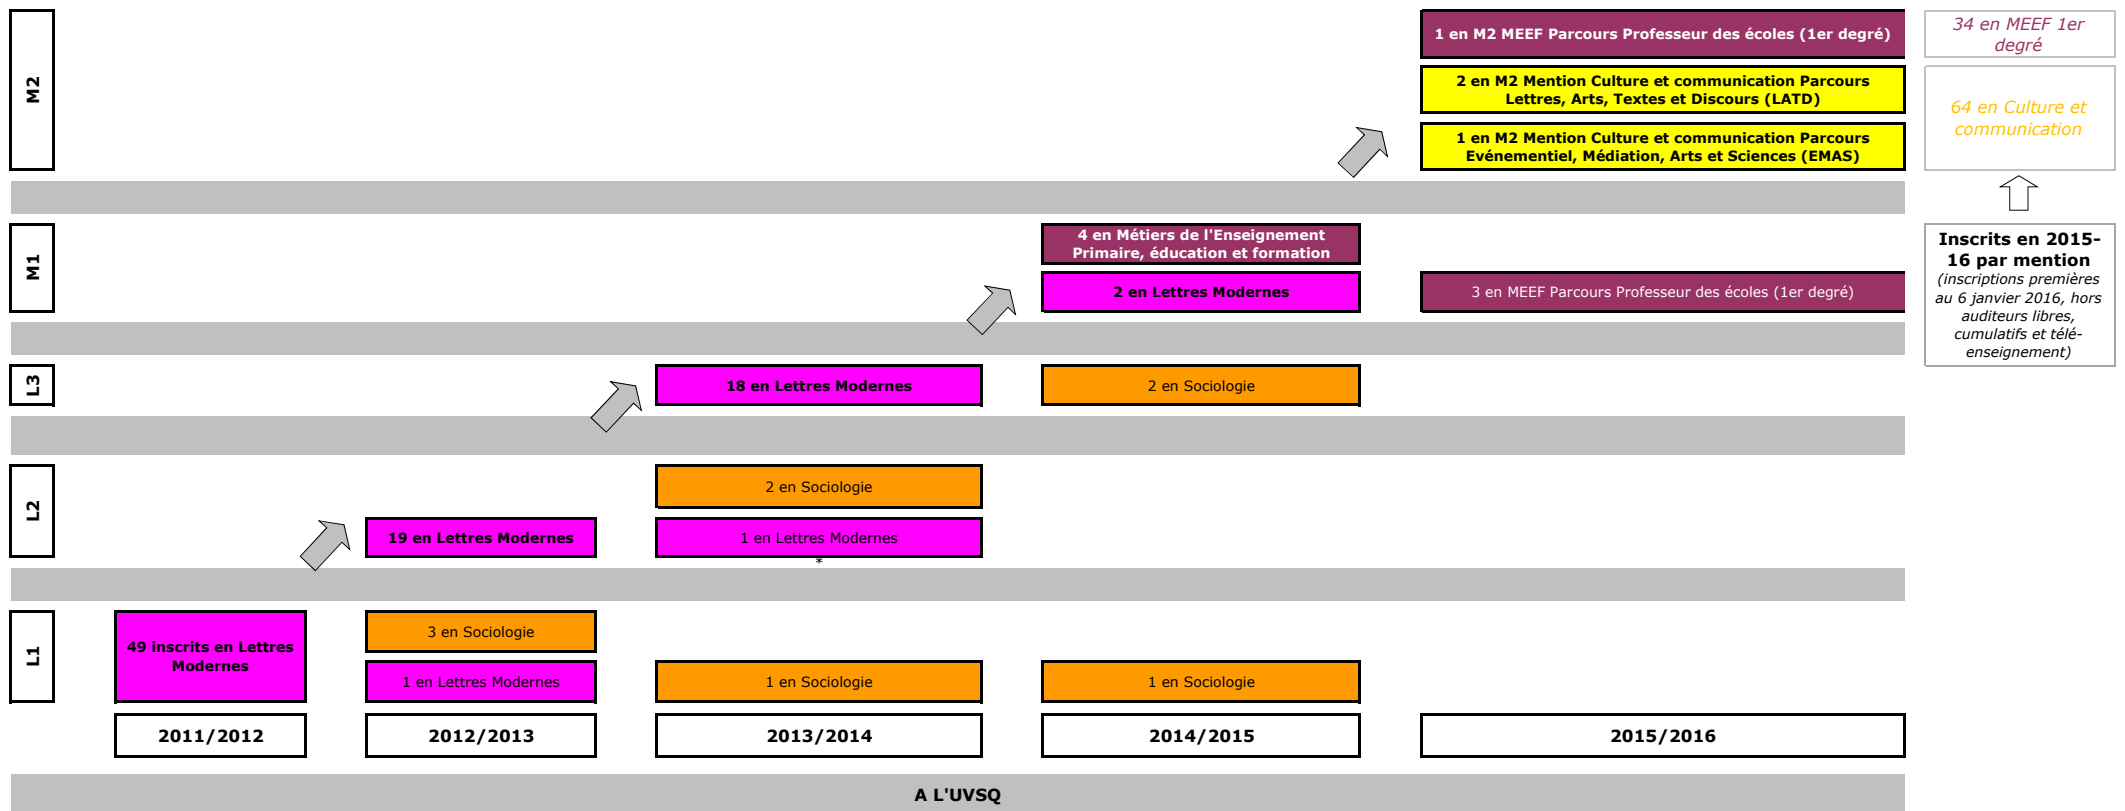 M2
1 en M2 MEEF Parcours Professeur des écoles (1er degré)
34 en MEEF 1er
degré
2 en M2 Mention Culture et communication Parcours
Lettres, Arts, Textes et Discours (LATD)
64 en Culture et
communication
1 en M2 Mention Culture et communication Parcours
Evénementiel, Médiation, Arts et Sciences (EMAS)
M1
4 en Métiers de l'Enseignement
Primaire, éducation et formation
2 en Lettres Modernes
3 en MEEF Parcours Professeur des écoles (1er degré)
Inscrits en 2015-
16 par mention
(inscriptions premières
au 6 janvier 2016, hors
auditeurs libres,
cumulatifs et télé-
enseignement)
L3
18 en Lettres Modernes
2 en Sociologie
L2
2 en Sociologie
19 en Lettres Modernes
1 en Lettres Modernes
*
L1
49 inscrits en Lettres
Modernes
3 en Sociologie
1 en Lettres Modernes
1 en Sociologie
1 en Sociologie
2011/2012
2012/2013
2013/2014
2014/2015
2015/2016
A L'UVSQ